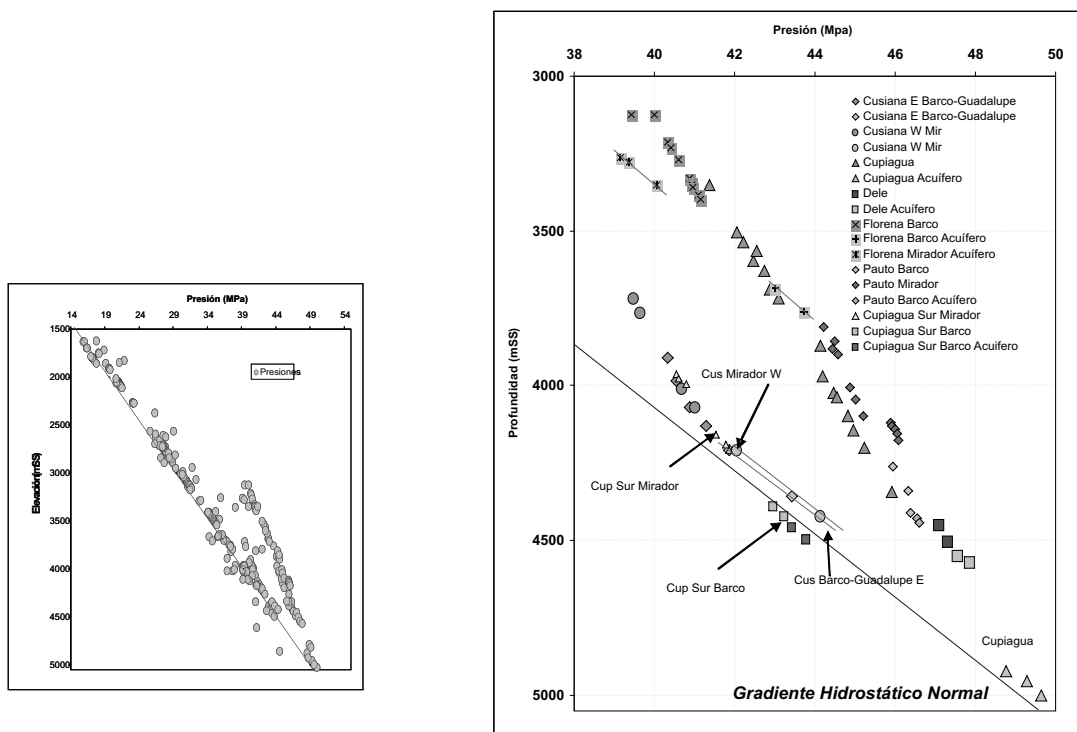 Presión (MPa)
14 19 24 29 34 39 44 49 54
Elevación(mSS)
1500
2000
2500
3000
3500
4000
4500
5000
Presiones
Presión (Mpa)
38 40 42 44 46 48 50
Profundidad (mSS)
3000
3500
4000
4500
5000
Cusiana E Barco-Guadalupe
Cusiana E Barco-Guadalupe
Cusiana W Mir
Cusiana W Mir
Cupiagua
Cupiagua Acuífero
Dele
Dele Acuífero
Florena Barco
Florena Barco Acuífero
Florena Mirador Acuífero
Pauto Barco
Pauto Mirador
Pauto Barco Acuífero
Cupiagua Sur Mirador
Cupiagua Sur Barco
Cupiagua Sur Barco Acuifero
Cus Mirador W
Cup Sur Mirador
Cup Sur Barco
Cus Barco-Guadalupe E
Cupiagua
Gradiente Hidrostático Normal